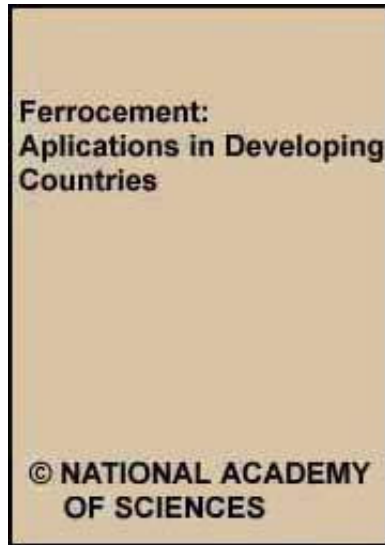 Ferrocement:
Aplications in Developing
Countries
© NATIONAL ACADEMY
OF SCIENCES